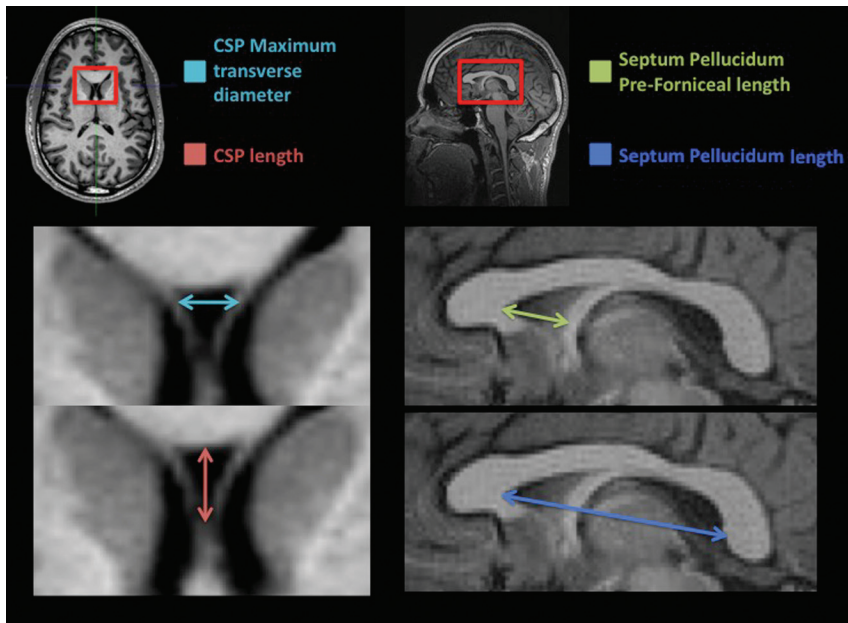 CSP Maximum
transverse
diameter
CSP length
Septum Pellucidum
Pre-Forniceal length
Septum Pellucidum length